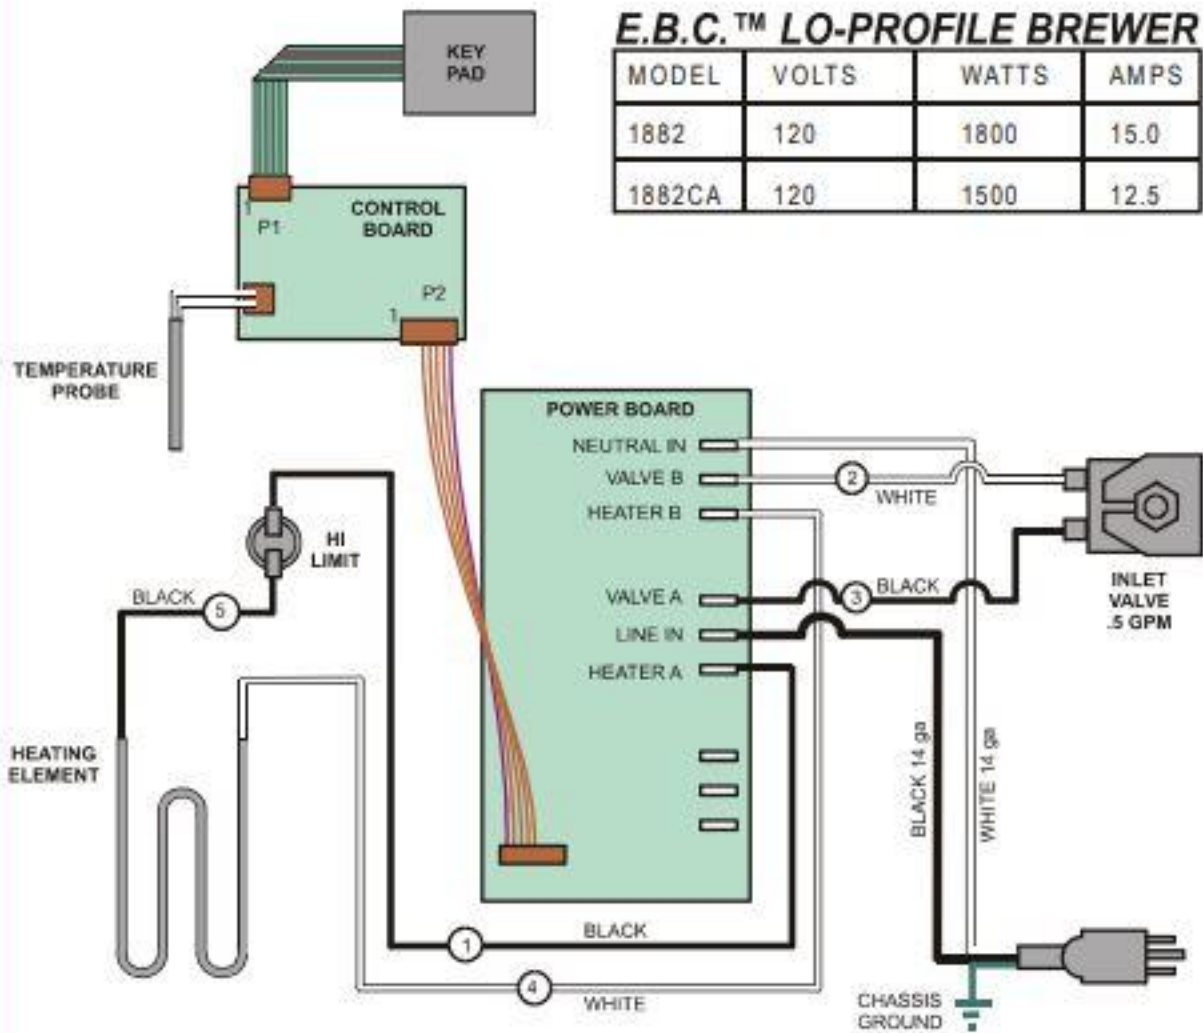 E.B.C.™ LO-PROFILE BREWER
MODEL VOLTS WATTS AMPS
1882 120 1800 15.0
1882CA 120 1500 12.5
KEY
PAD
1
P1
CONTROL
BOARD
P2
1
TEMPERATURE
PROBE
POWER BOARD
NEUTRAL IN
VALVE B
HEATER B
VALVE A
LINE IN
HEATER A
2
WHITE
3
BLACK
INLET
VALVE
.5 GPM
HI
LIMIT
BLACK
5
HEATING
ELEMENT
BLACK 14 ga
WHITE 14 ga
1
BLACK
4
WHITE
CHASSIS
GROUND